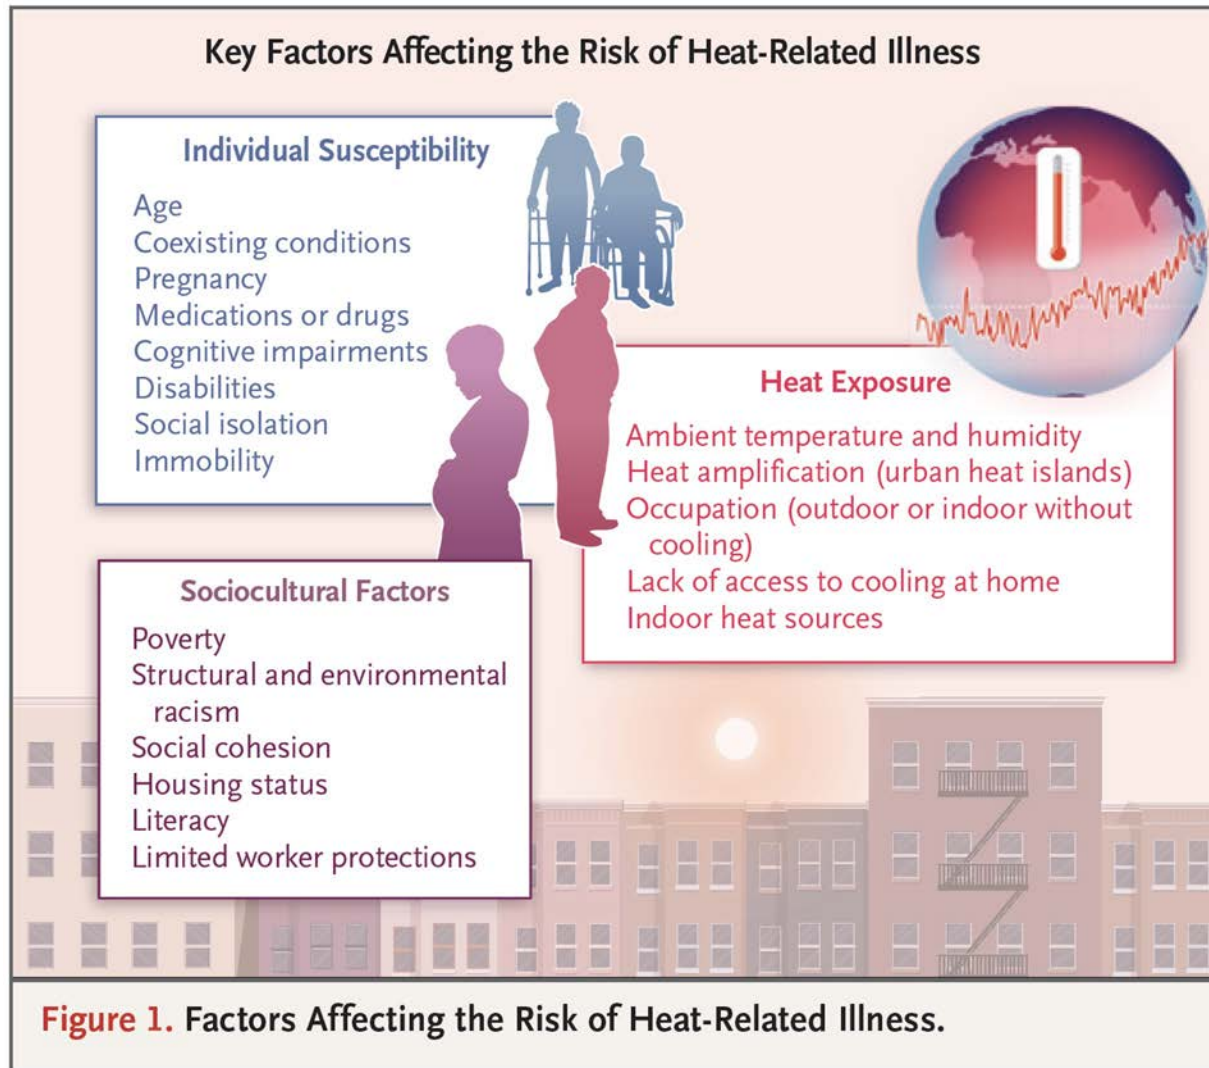 Key Factors Affecting the Risk of Heat-Related Illness
Individual Susceptibility
Age
Coexisting conditions
Pregnancy
Medications or drugs
Cognitive impairments
Disabilities
Social isolation
Immobility
Heat Exposure
Ambient temperature and humidity
Heat amplification (urban heat islands)
Occupation (outdoor or indoor without
cooling)
Lack of access to cooling at home
Indoor heat sources
Sociocultural Factors
Poverty
Structural and environmental
racism
Social cohesion
Housing status
Literacy
Limited worker protections
Figure 1. Factors Affecting the Risk of Heat-Related Illness.